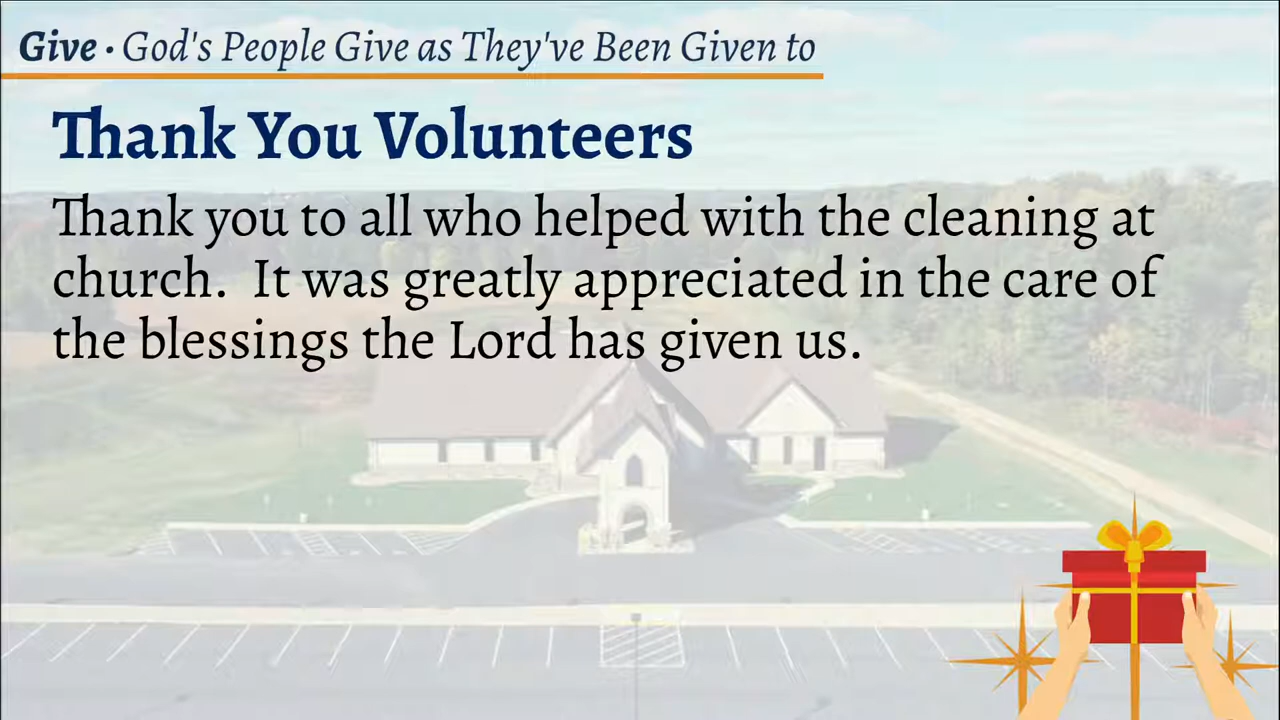 Give · God's People Give as They've Been Given to
Thank You Volunteers
Thank you to all who helped with the cleaning at
church.  It was greatly appreciated in the care of
the blessings the Lord has given us.